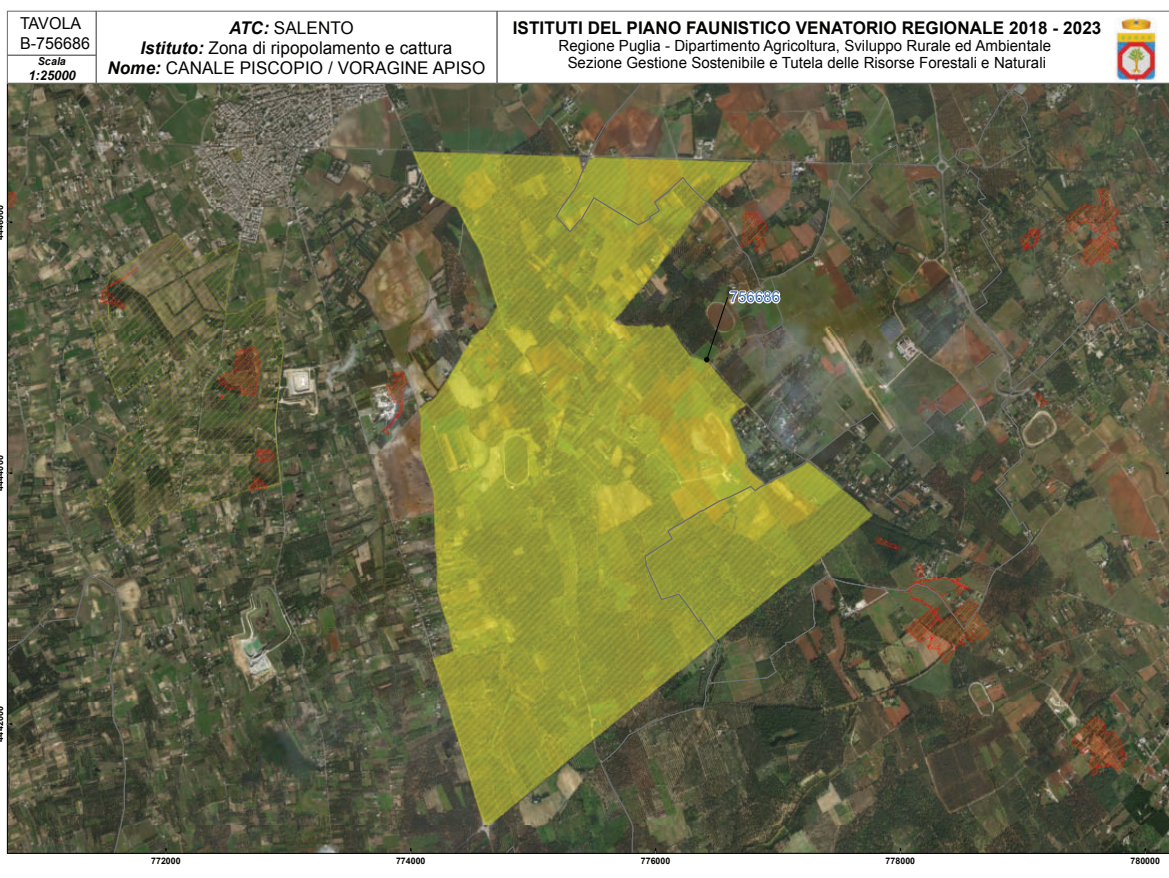 TAVOLA
B-756686
Scala
1:25000
ATC: SALENTO
Istituto: Zona di ripopolamento e cattura
Nome: CANALE PISCOPIO / VORAGINE APISO
ISTITUTI DEL PIANO FAUNISTICO VENATORIO REGIONALE 2018 - 2023
Regione Puglia - Dipartimento Agricoltura, Sviluppo Rurale ed Ambientale
Sezione Gestione Sostenibile e Tutela delle Risorse Forestali e Naturali
756686
772000
774000
776000
778000
780000